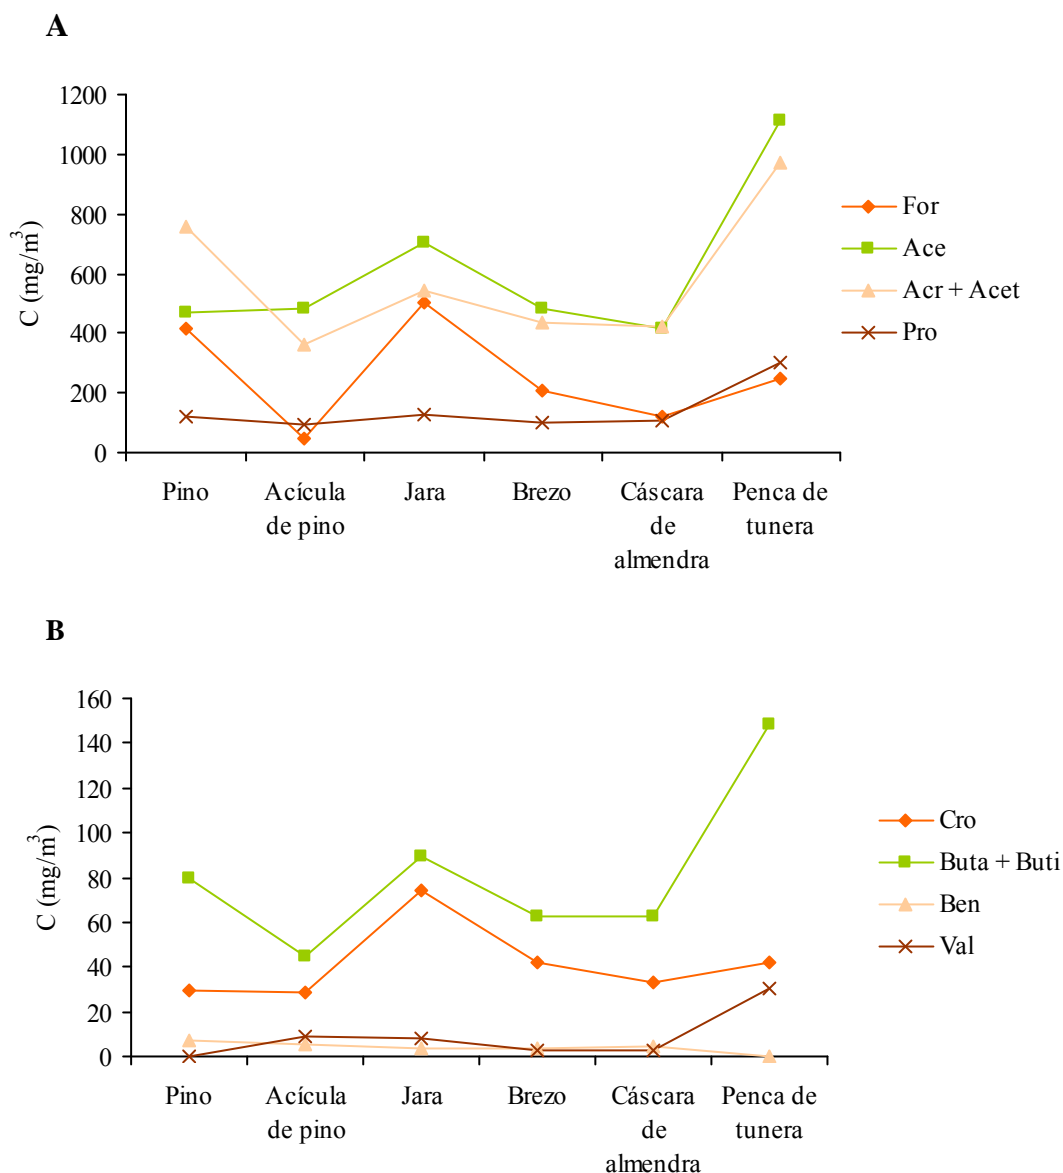 A
1200
1000
800
600
400
200
0
C (mg/m³)
Pino
Acícula
de pino
Jara
Brezo
Cáscara
de
almendra
Penca de
tunera
For
Ace
Acr + Acet
Pro
B
160
140
120
100
80
60
40
20
0
C (mg/m³)
Pino
Acícula
de pino
Jara
Brezo
Cáscara
de
almendra
Penca de
tunera
Cro
Buta + Buti
Ben
Val